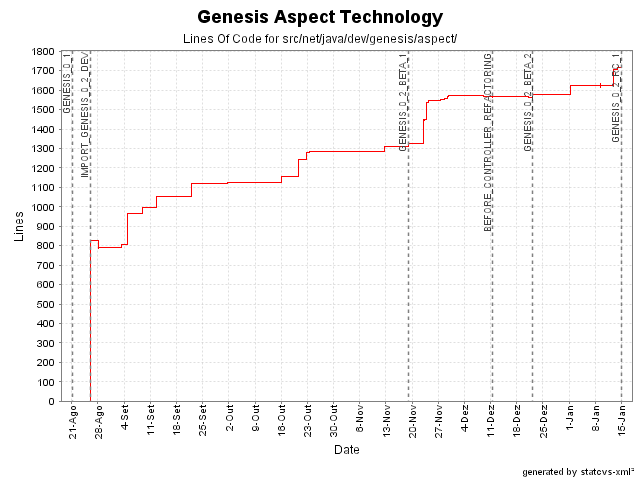 Genesis Aspect Technology
Lines Of Code for src/net/java/dev/genesis/aspect/
Lines
1800
1700
1600
1500
1400
1300
1200
1100
1000
900
800
700
600
500
400
300
200
100
0
GENESIS_0_1
IMPORT_GENESIS_0_2_DEV
GENESIS_0_2_BETA_1
BEFORE_CONTROLLER_REFACTORING
GENESIS_0_2_BETA_2
GENESIS_0_2_RC_1
21-Ago
28-Ago
4-Set
11-Set
18-Set
25-Set
2-Out
9-Out
16-Out
23-Out
30-Out
6-Nov
13-Nov
20-Nov
27-Nov
4-Dez
11-Dez
18-Dez
25-Dez
1-Jan
8-Jan
15-Jan
Date
generated by statcvs-xml²